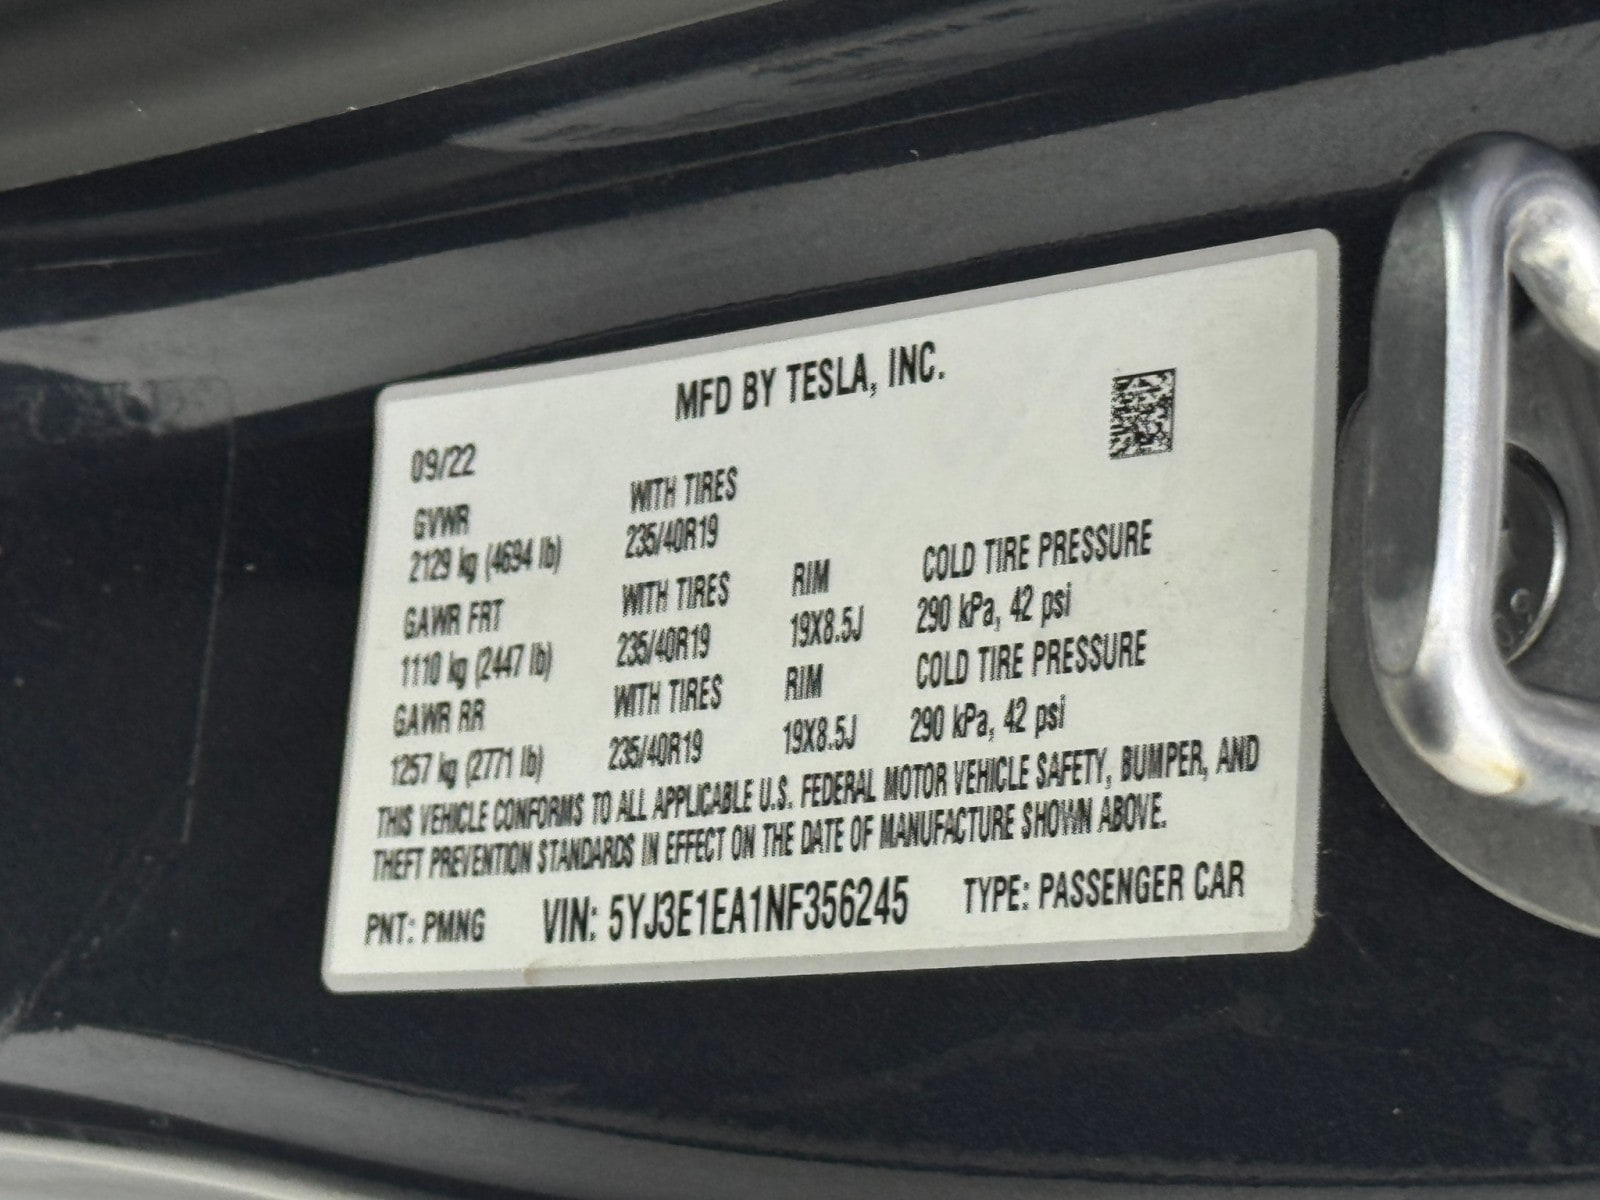 MFD BY TESLA, INC.
09/22
GVWR WITH TIRES
2129 kg (4694 lb) 235/40R19
GAWR FRT WITH TIRES RIM COLD TIRE PRESSURE
1110 kg (2447 lb) 235/40R19 19X8.5J 290 kPa, 42 psi
GAWR RR WITH TIRES RIM COLD TIRE PRESSURE
1257 kg (2771 lb) 235/40R19 19X8.5J 290 kPa, 42 psi
THIS VEHICLE CONFORMS TO ALL APPLICABLE U.S. FEDERAL MOTOR VEHICLE SAFETY, BUMPER, AND
THEFT PREVENTION STANDARDS IN EFFECT ON THE DATE OF MANUFACTURE SHOWN ABOVE.
PNT: PMNG VIN: 5YJ3E1EA1NF356245 TYPE: PASSENGER CAR